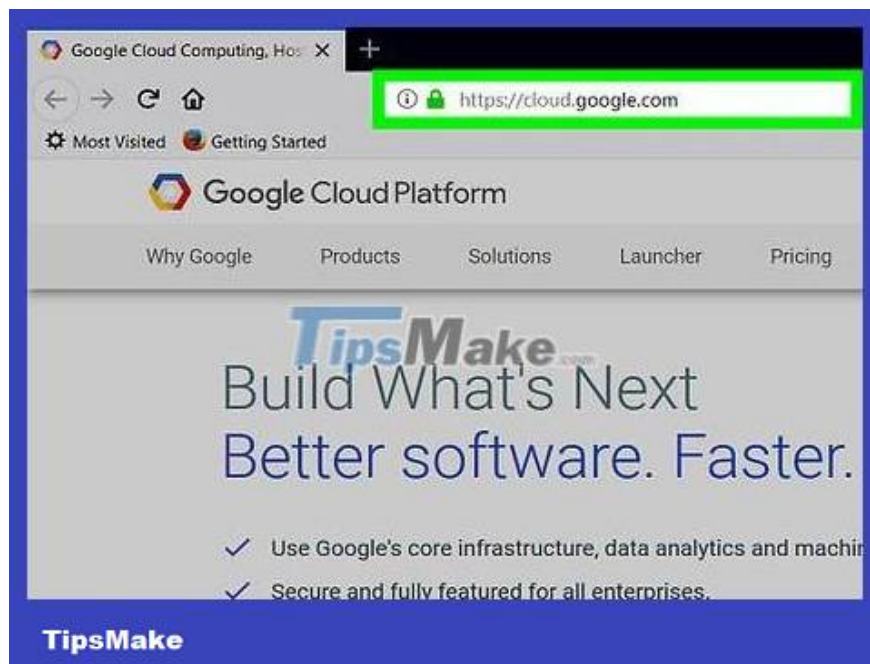 Google Cloud Computing, Hos
https://cloud.google.com
Most Visited Getting Started
Google Cloud Platform
Why Google Products Solutions Launcher Pricing
TipsMake.com
Build What's Next
Better software. Faster.
Use Google's core infrastructure, data analytics and machin
Secure and fully featured for all enterprises.
TipsMake